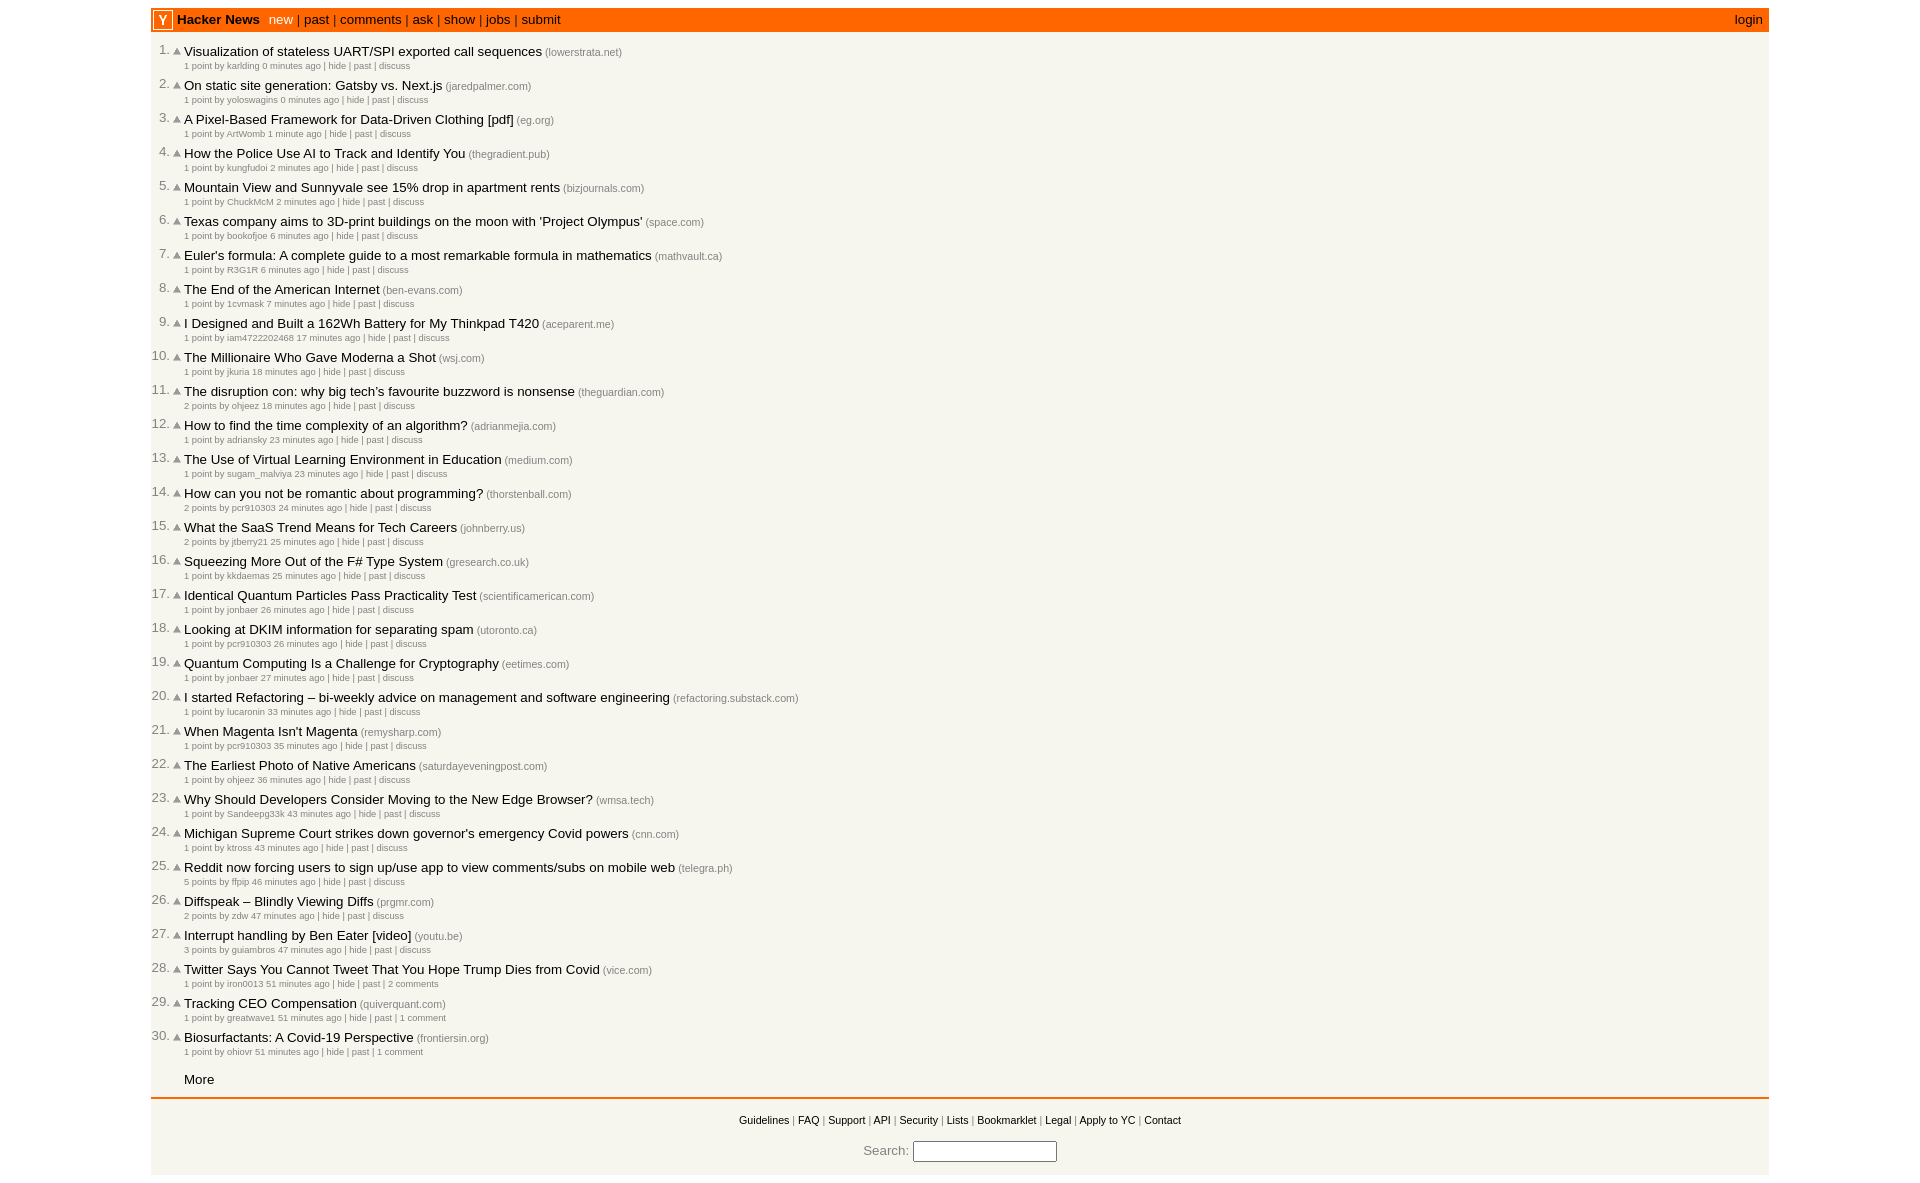 Y Hacker News new | past | comments | ask | show | jobs | submit login
1. Visualization of stateless UART/SPI exported call sequences (lowerstrata.net)
1 point by karlding 0 minutes ago | hide | past | discuss
2. On static site generation: Gatsby vs. Next.js (jaredpalmer.com)
1 point by yoloswagins 0 minutes ago | hide | past | discuss
3. A Pixel-Based Framework for Data-Driven Clothing [pdf] (eg.org)
1 point by ArtWomb 1 minute ago | hide | past | discuss
4. How the Police Use AI to Track and Identify You (thegradient.pub)
1 point by kungfudoi 2 minutes ago | hide | past | discuss
5. Mountain View and Sunnyvale see 15% drop in apartment rents (bizjournals.com)
1 point by ChuckMcM 2 minutes ago | hide | past | discuss
6. Texas company aims to 3D-print buildings on the moon with 'Project Olympus' (space.com)
1 point by bookofjoe 6 minutes ago | hide | past | discuss
7. Euler's formula: A complete guide to a most remarkable formula in mathematics (mathvault.ca)
1 point by R3G1R 6 minutes ago | hide | past | discuss
8. The End of the American Internet (ben-evans.com)
1 point by 1cvmask 7 minutes ago | hide | past | discuss
9. I Designed and Built a 162Wh Battery for My Thinkpad T420 (aceparent.me)
1 point by iam4722202468 17 minutes ago | hide | past | discuss
10. The Millionaire Who Gave Moderna a Shot (wsj.com)
1 point by jkuria 18 minutes ago | hide | past | discuss
11. The disruption con: why big tech’s favourite buzzword is nonsense (theguardian.com)
2 points by ohjeez 18 minutes ago | hide | past | discuss
12. How to find the time complexity of an algorithm? (adrianmejia.com)
1 point by adriansky 23 minutes ago | hide | past | discuss
13. The Use of Virtual Learning Environment in Education (medium.com)
1 point by sugam_malviya 23 minutes ago | hide | past | discuss
14. How can you not be romantic about programming? (thorstenball.com)
2 points by pcr910303 24 minutes ago | hide | past | discuss
15. What the SaaS Trend Means for Tech Careers (johnberry.us)
2 points by jtberry21 25 minutes ago | hide | past | discuss
16. Squeezing More Out of the F# Type System (gresearch.co.uk)
1 point by kkdaemas 25 minutes ago | hide | past | discuss
17. Identical Quantum Particles Pass Practicality Test (scientificamerican.com)
1 point by jonbaer 26 minutes ago | hide | past | discuss
18. Looking at DKIM information for separating spam (utoronto.ca)
1 point by pcr910303 26 minutes ago | hide | past | discuss
19. Quantum Computing Is a Challenge for Cryptography (eetimes.com)
1 point by jonbaer 27 minutes ago | hide | past | discuss
20. I started Refactoring – bi-weekly advice on management and software engineering (refactoring.substack.com)
1 point by lucaronin 33 minutes ago | hide | past | discuss
21. When Magenta Isn't Magenta (remysharp.com)
1 point by pcr910303 35 minutes ago | hide | past | discuss
22. The Earliest Photo of Native Americans (saturdayeveningpost.com)
1 point by ohjeez 36 minutes ago | hide | past | discuss
23. Why Should Developers Consider Moving to the New Edge Browser? (wmsa.tech)
1 point by Sandeepg33k 43 minutes ago | hide | past | discuss
24. Michigan Supreme Court strikes down governor's emergency Covid powers (cnn.com)
1 point by ktross 43 minutes ago | hide | past | discuss
25. Reddit now forcing users to sign up/use app to view comments/subs on mobile web (telegra.ph)
5 points by ffpip 46 minutes ago | hide | past | discuss
26. Diffspeak – Blindly Viewing Diffs (prgmr.com)
2 points by zdw 47 minutes ago | hide | past | discuss
27. Interrupt handling by Ben Eater [video] (youtu.be)
3 points by guiambros 47 minutes ago | hide | past | discuss
28. Twitter Says You Cannot Tweet That You Hope Trump Dies from Covid (vice.com)
1 point by iron0013 51 minutes ago | hide | past | 2 comments
29. Tracking CEO Compensation (quiverquant.com)
1 point by greatwave1 51 minutes ago | hide | past | 1 comment
30. Biosurfactants: A Covid-19 Perspective (frontiersin.org)
1 point by ohiovr 51 minutes ago | hide | past | 1 comment
More
Guidelines | FAQ | Support | API | Security | Lists | Bookmarklet | Legal | Apply to YC | Contact
Search: